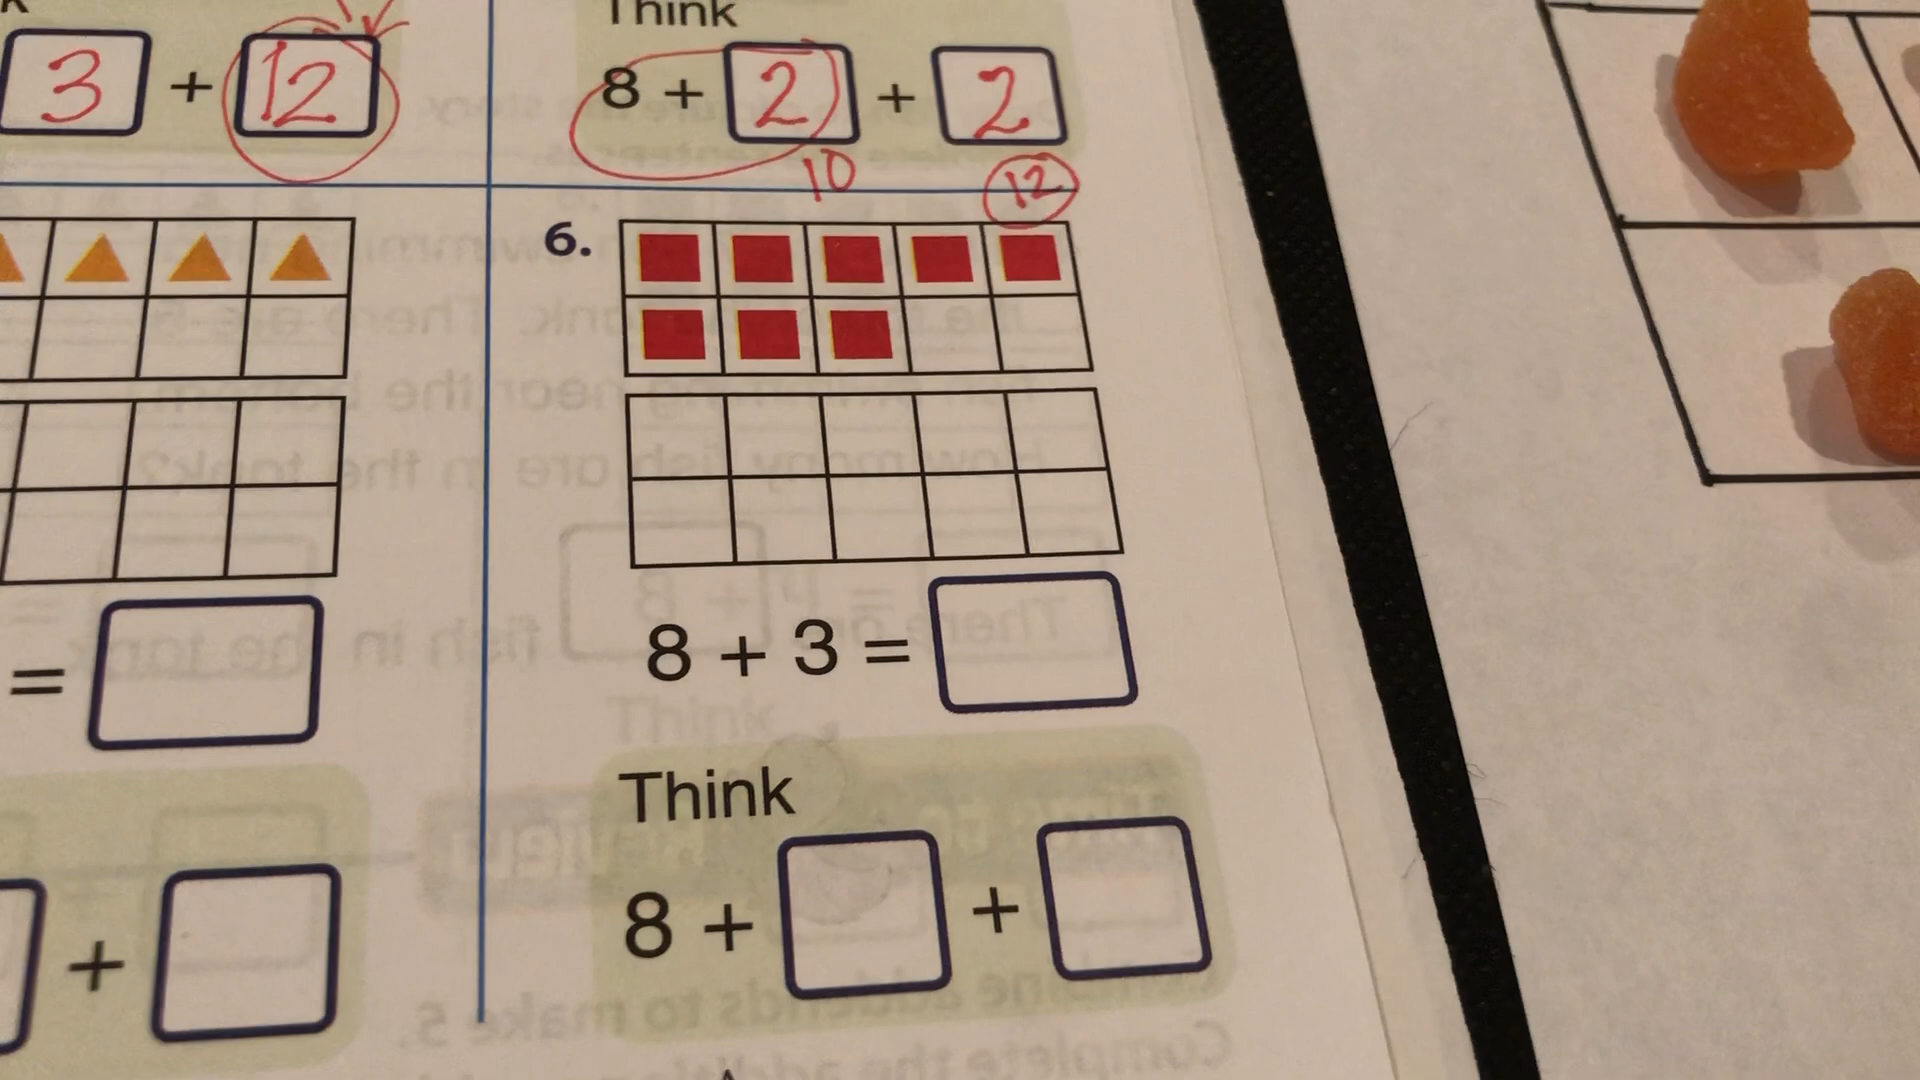 Think
3 + 12
8 + 2 + 2
10
12
6.
8 + 3 =
=
Think
8 + +
+